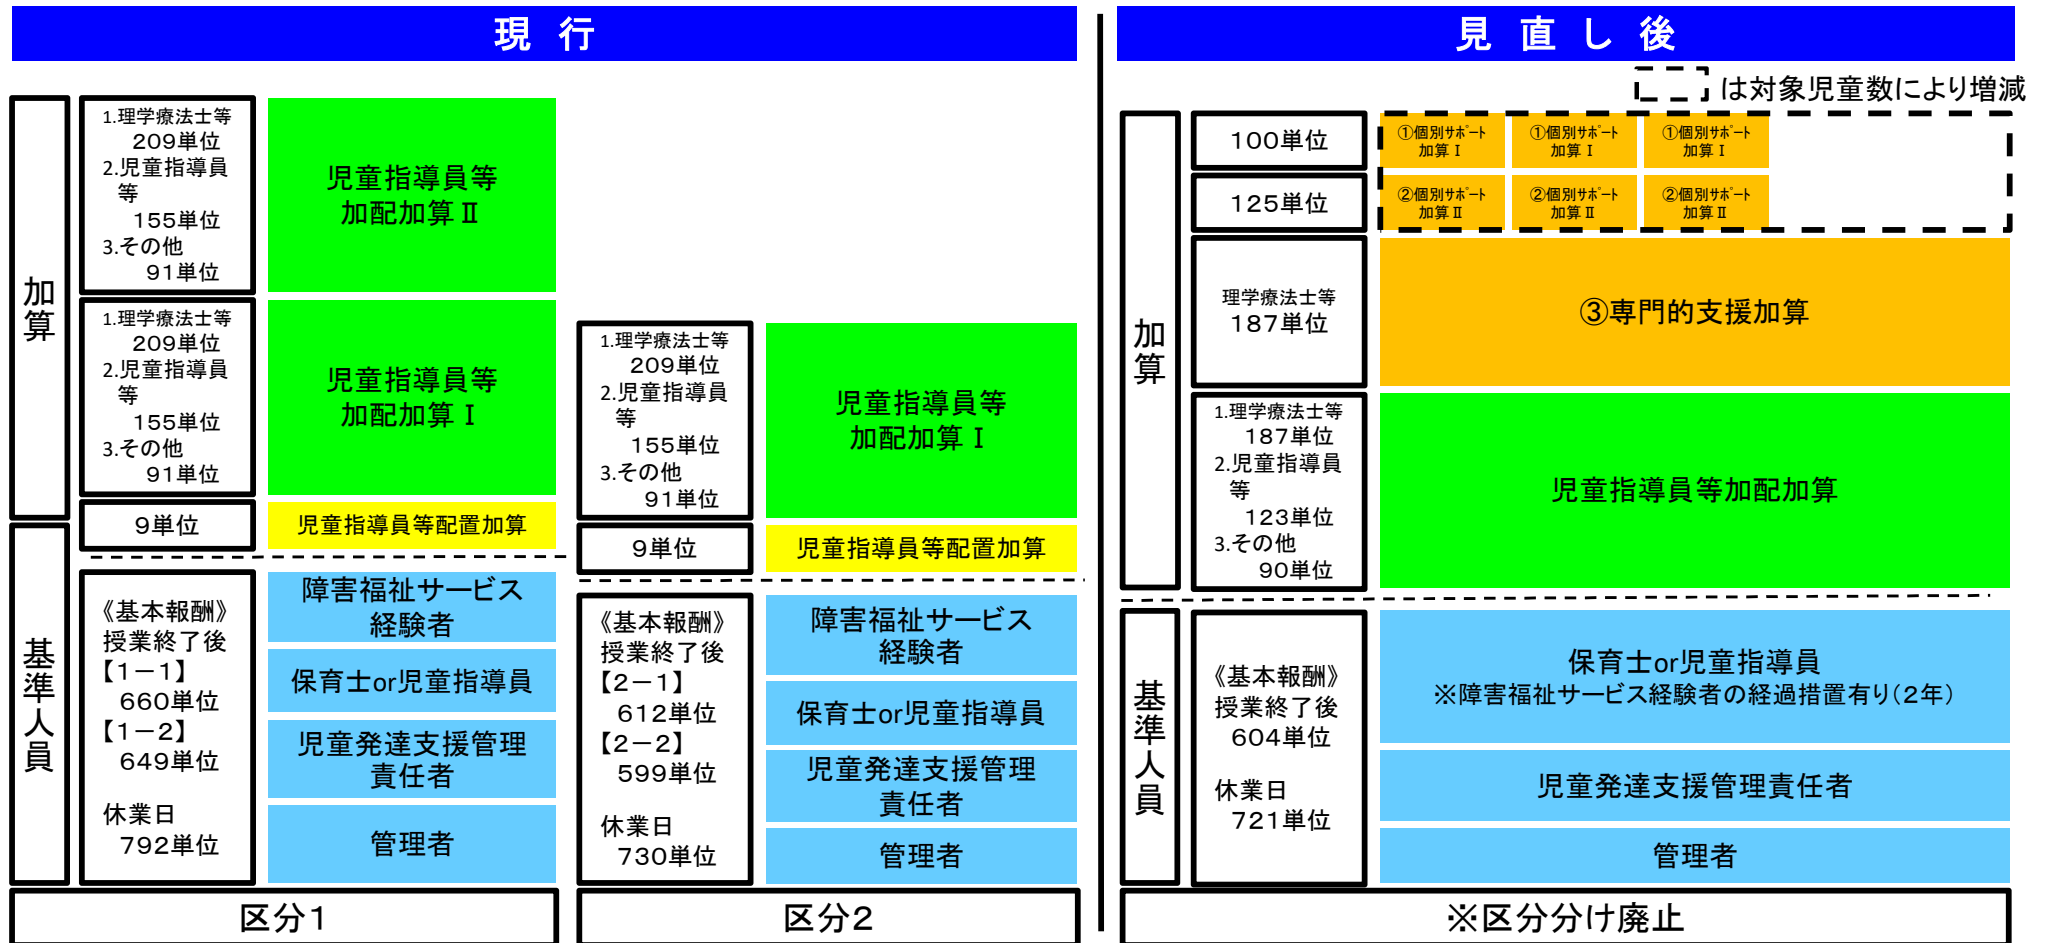 現 行
加算
1.理学療法士等
209単位
2.児童指導員
等
155単位
3.その他
91単位
児童指導員等
加配加算Ⅱ
1.理学療法士等
209単位
2.児童指導員
等
155単位
3.その他
91単位
児童指導員等
加配加算Ⅰ
9単位
児童指導員等配置加算
基準人員
《基本報酬》
授業終了後
【1－1】
660単位
【1－2】
649単位
休業日
792単位
障害福祉サービス
経験者
保育士or児童指導員
児童発達支援管理
責任者
管理者
区分1
1.理学療法士等
209単位
2.児童指導員
等
155単位
3.その他
91単位
児童指導員等
加配加算Ⅰ
9単位
児童指導員等配置加算
《基本報酬》
授業終了後
【2－1】
612単位
【2－2】
599単位
休業日
730単位
障害福祉サービス
経験者
保育士or児童指導員
児童発達支援管理
責任者
管理者
区分2
見 直 し 後
は対象児童数により増減
加算
100単位
①個別サポート
加算Ⅰ
①個別サポート
加算Ⅰ
①個別サポート
加算Ⅰ
125単位
②個別サポート
加算Ⅱ
②個別サポート
加算Ⅱ
②個別サポート
加算Ⅱ
理学療法士等
187単位
③専門的支援加算
1.理学療法士等
187単位
2.児童指導員
等
123単位
3.その他
90単位
児童指導員等加配加算
基準人員
《基本報酬》
授業終了後
604単位
休業日
721単位
保育士or児童指導員
※障害福祉サービス経験者の経過措置有り(2年)
児童発達支援管理責任者
管理者
※区分分け廃止